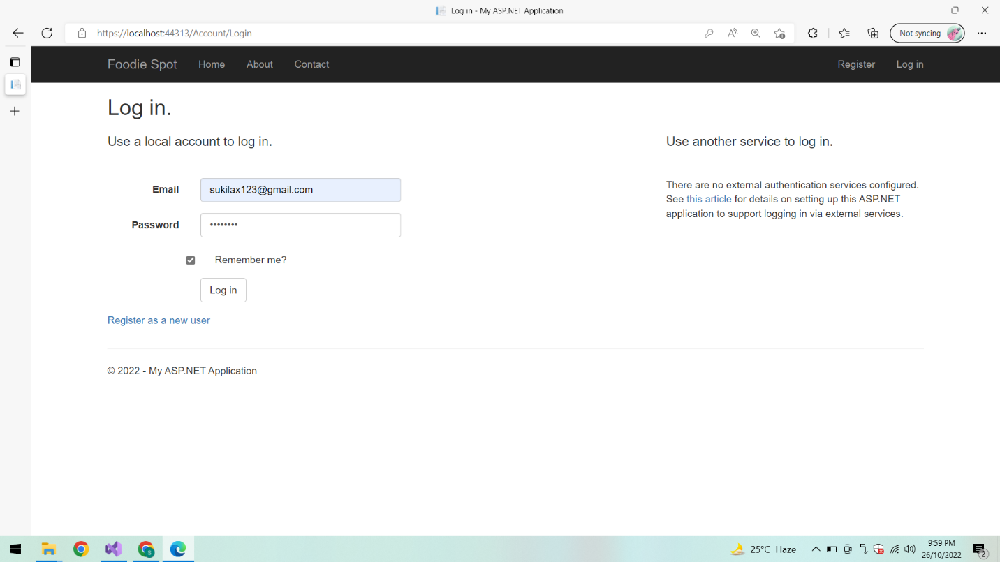 Log in - My ASP.NET Application
https://localhost:44313/Account/Login
Not syncing
Foodie Spot Home About Contact Register Log in
Log in.
Use a local account to log in.
Email sukilax123@gmail.com
Password ••••••••
Remember me?
Log in
Register as a new user
Use another service to log in.
There are no external authentication services configured.
See this article for details on setting up this ASP.NET
application to support logging in via external services.
© 2022 - My ASP.NET Application
25°C Haze
9:59 PM
26/10/2022
2